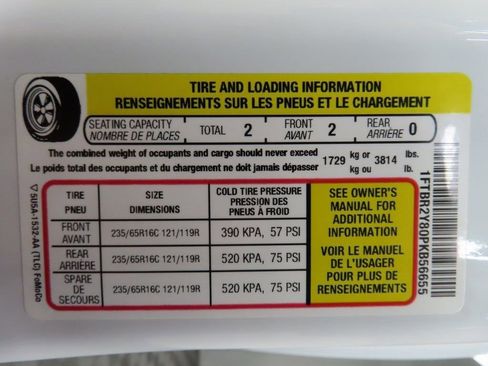 TIRE AND LOADING INFORMATION
RENSEIGNEMENTS SUR LES PNEUS ET LE CHARGEMENT
SEATING CAPACITY
NOMBRE DE PLACES
TOTAL 2
FRONT
AVANT 2
REAR
ARRIÈRE 0
The combined weight of occupants and cargo should never exceed
Le poids total des occupants et du chargement ne doit jamais dépasser
1729 kg or kg ou 3814 lbs. lb.
TIRE
PNEU
SIZE
DIMENSIONS
COLD TIRE PRESSURE
PRESSION DES
PNEUS À FROID
FRONT
AVANT
235/65R16C 121/119R
390 KPA, 57 PSI
REAR
ARRIÈRE
235/65R16C 121/119R
520 KPA, 75 PSI
SPARE
DE
SECOURS
235/65R16C 121/119R
520 KPA, 75 PSI
SEE OWNER'S
MANUAL FOR
ADDITIONAL
INFORMATION
VOIR LE MANUEL
DE L'USAGER
POUR PLUS DE
RENSEIGNEMENTS
5U5A-1532-AA (TLG) FoMoCo
1FTBR2Y80PKB56655